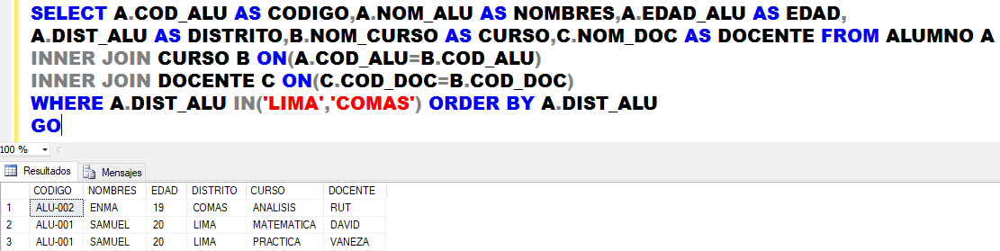 SELECT A.COD_ALU AS CODIGO,A.NOM_ALU AS NOMBRES,A.EDAD_ALU AS EDAD,
A.DIST_ALU AS DISTRITO,B.NOM_CURSO AS CURSO,C.NOM_DOC AS DOCENTE FROM ALUMNO A
INNER JOIN CURSO B ON(A.COD_ALU=B.COD_ALU)
INNER JOIN DOCENTE C ON(C.COD_DOC=B.COD_DOC)
WHERE A.DIST_ALU IN('LIMA','COMAS') ORDER BY A.DIST_ALU
GO
100 %
Resultados Mensajes
CODIGO NOMBRES EDAD DISTRITO CURSO DOCENTE
1 ALU-002 ENMA 19 COMAS ANALISIS RUT
2 ALU-001 SAMUEL 20 LIMA MATEMATICA DAVID
3 ALU-001 SAMUEL 20 LIMA PRACTICA VANEZA